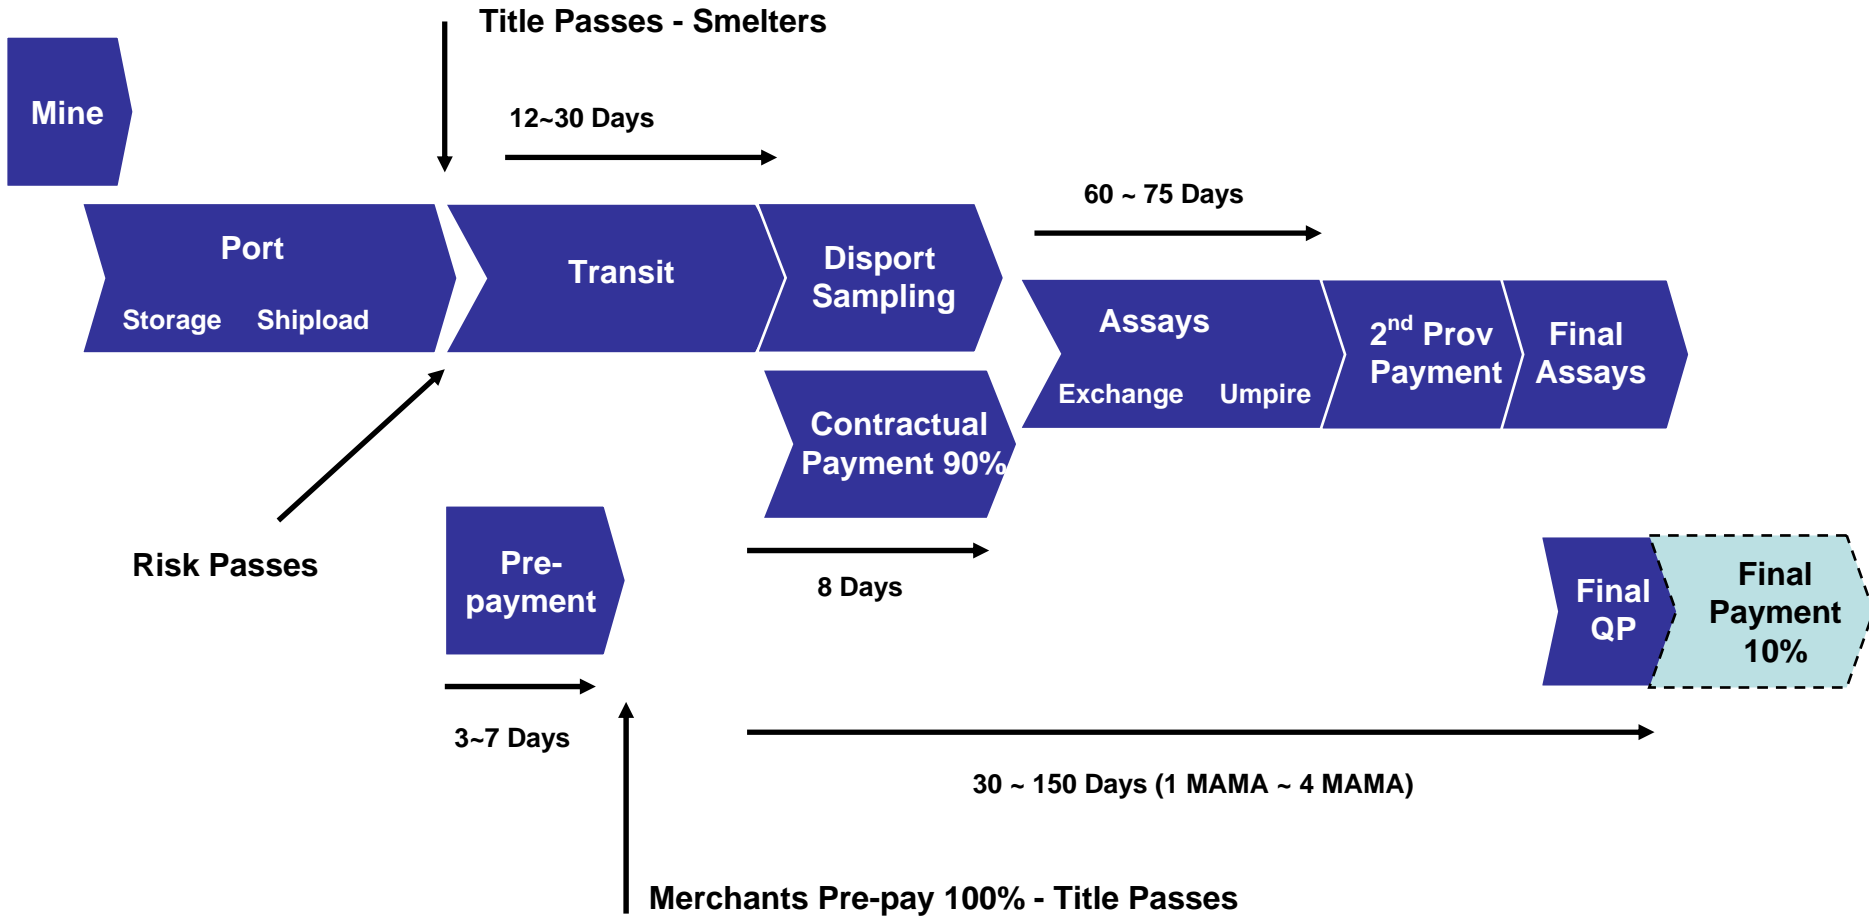 Title Passes - Smelters
Mine
12~30 Days
60 ~ 75 Days
Port
Storage Shipload
Transit
Disport
Sampling
Assays
Exchange Umpire
2nd Prov
Payment
Final
Assays
Contractual
Payment 90%
Risk Passes
Pre-
payment
8 Days
Final
QP
Final
Payment
10%
3~7 Days
30 ~ 150 Days (1 MAMA ~ 4 MAMA)
Merchants Pre-pay 100% - Title Passes